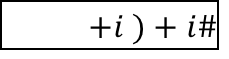 +i ) + i#